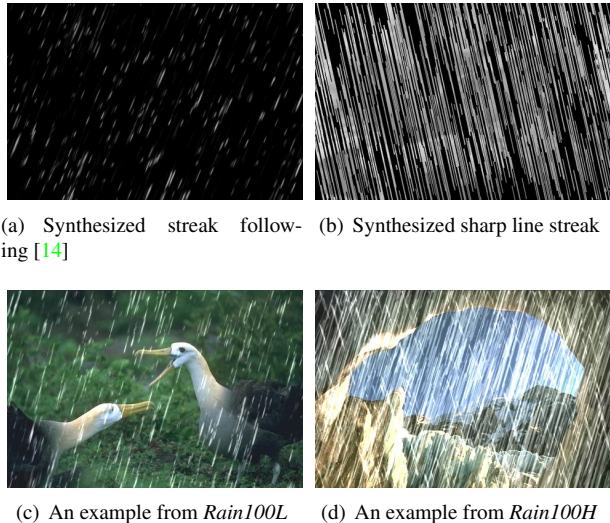 (a) Synthesized streak follow-
ing [14]
(b) Synthesized sharp line streak
(c) An example from Rain100L
(d) An example from Rain100H